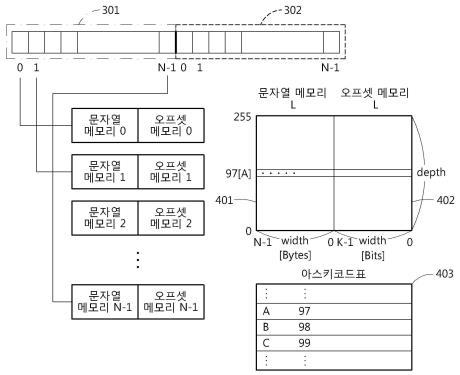 301
302
0 1 N-1 0 1 N-1
문자열 메모리 오프셋 메모리
L L
문자열 오프셋
메모리 0 메모리 0
문자열 오프셋
메모리 1 메모리 1
문자열 오프셋
메모리 2 메모리 2
문자열 오프셋
메모리 N-1 메모리 N-1
255
97[A]
depth
401
402
0
N-1 width 0 K-1 width 0
[Bytes] [Bits]
아스키코드표
403
A 97
B 98
C 99